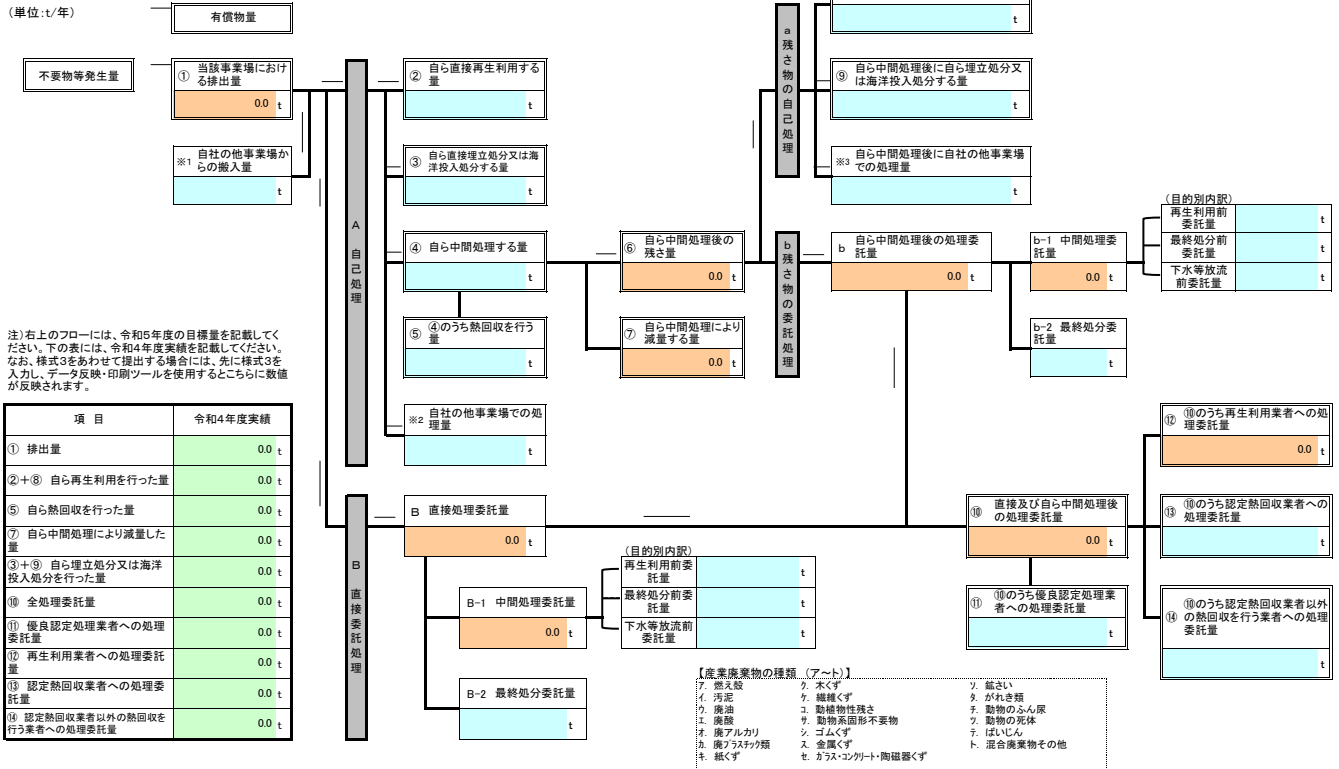 (単位:t/年)
有償物量
t
不要物等発生量
① 当該事業場におけ
る排出量
0.0 t
※1 自社の他事業場か
らの搬入量
t
A 自己処理
② 自ら直接再生利用する
量
t
③ 自ら直接埋立処分又は海
洋投入処分する量
t
④ 自ら中間処理する量
t
⑤ ④のうち熱回収を行う
量
t
※2 自社の他事業場での処
理量
t
⑥ 自ら中間処理後の
残さ量
0.0 t
⑦ 自ら中間処理により
減量する量
0.0 t
a 残さ物の自己処理
⑨ 自ら中間処理後に自ら埋立処分又
は海洋投入処分する量
t
※3 自ら中間処理後に自社の他事業場
での処理量
t
b 残さ物の委託処理
b 自ら中間処理後の処理委
託量
0.0 t
b-1 中間処理委
託量
0.0 t
(目的別内訳)
再生利用前
委託量
t
最終処分前
委託量
t
下水等放流
前委託量
t
b-2 最終処分委
託量
t
注)右上のフローには、令和5年度の目標量を記載してく
ださい。下の表には、令和4年度実績を記載してください。
なお、様式3をあわせて提出する場合には、先に様式3を
入力し、データ反映・印刷ツールを使用するとこちらに数値
が反映されます。
項 目 令和4年度実績
① 排出量 0.0 t
②+⑧ 自ら再生利用を行った量 0.0 t
⑤ 自ら熱回収を行った量 0.0 t
⑦ 自ら中間処理により減量した
量 0.0 t
③+⑨ 自ら埋立処分又は海洋
投入処分を行った量 0.0 t
⑩ 全処理委託量 0.0 t
⑪ 優良認定処理業者への処理
委託量 0.0 t
⑫ 再生利用業者への処理委託
量 0.0 t
⑬ 認定熱回収業者への処理委
託量 0.0 t
⑭ 認定熱回収業者以外の熱回収を
行う業者への処理委託量 0.0 t
B 直接委託処理
B 直接処理委託量
0.0 t
B-1 中間処理委託量
0.0 t
(目的別内訳)
再生利用前委
託量
t
最終処分前委
託量
t
下水等放流前
委託量
t
B-2 最終処分委託量
t
⑩ 直接及び自ら中間処理後
の処理委託量
0.0 t
⑪ ⑩のうち優良認定処理業
者への処理委託量
t
⑫ ⑩のうち再生利用業者への処
理委託量
0.0 t
⑬ ⑩のうち認定熱回収業者への
処理委託量
t
⑭ ⑩のうち認定熱回収業者以外
の熱回収を行う業者への処理
委託量
t
【産業廃棄物の種類 (ア~ト)】
ア. 燃え殻 ク. 木くず ソ. 鉱さい
イ. 汚泥 ケ. 繊維くず タ. がれき類
ウ. 廃油 コ. 動植物性残さ チ. 動物のふん尿
エ. 廃酸 サ. 動物系固形不要物 ツ. 動物の死体
オ. 廃アルカリ シ. ゴムくず テ. ばいじん
カ. 廃プラスチック類 ス. 金属くず ト. 混合廃棄物その他
キ. 紙くず セ. ガラス・コンクリート・陶磁器くず